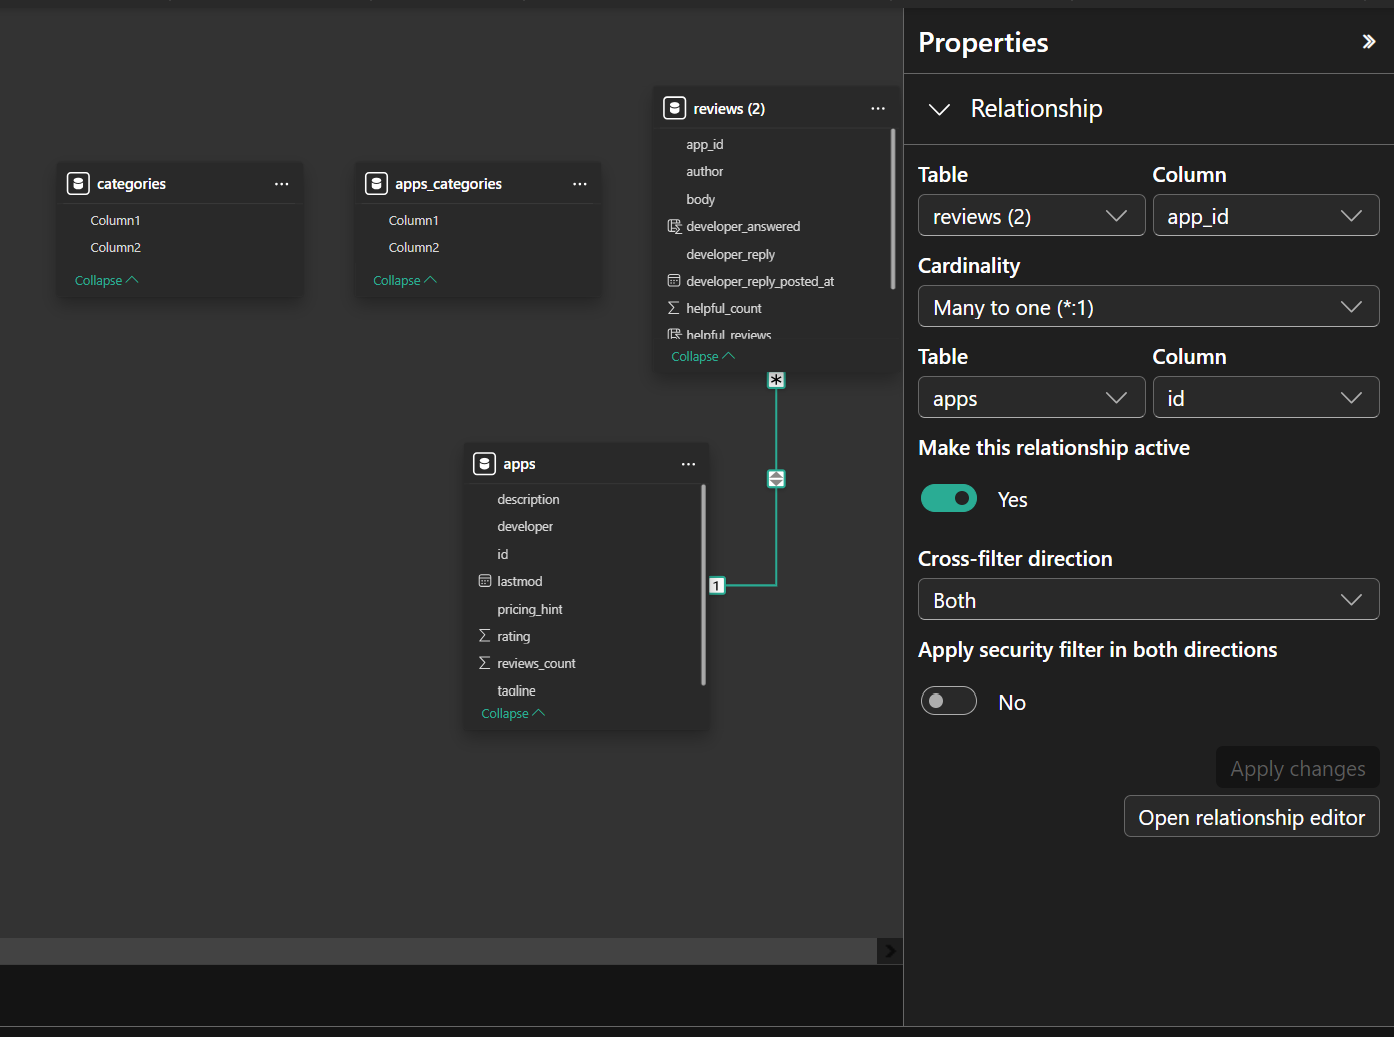 categories
Column1
Column2
Collapse
apps_categories
Column1
Column2
Collapse
reviews (2)
app_id
author
body
developer_answered
developer_reply
developer_reply_posted_at
helpful_count
helpful_reviews
Collapse
*
1
apps
description
developer
id
lastmod
pricing_hint
rating
reviews_count
tagline
Collapse
Properties
Relationship
Table Column
reviews (2) app_id
Cardinality
Many to one (*:1)
Table Column
apps id
Make this relationship active
Yes
Cross-filter direction
Both
Apply security filter in both directions
No
Apply changes
Open relationship editor